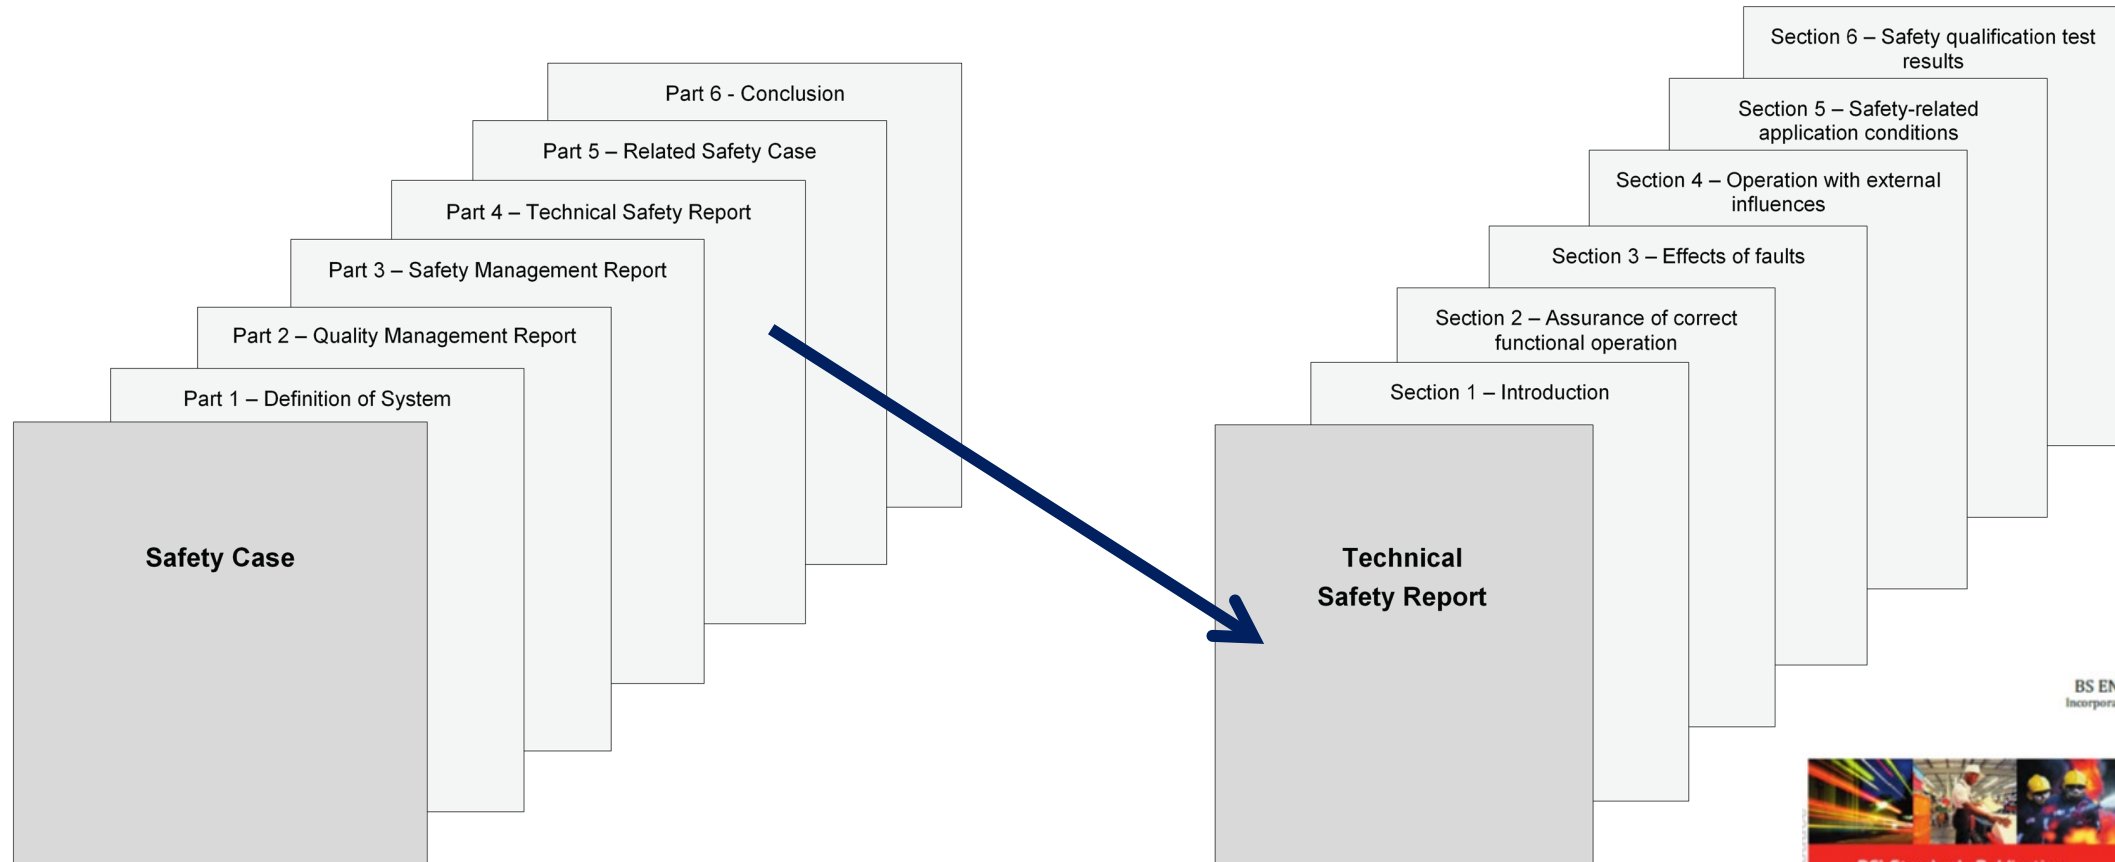 Part 6 - Conclusion
Part 5 – Related Safety Case
Part 4 – Technical Safety Report
Part 3 – Safety Management Report
Part 2 – Quality Management Report
Part 1 – Definition of System
Safety Case
Section 6 – Safety qualification test
results
Section 5 – Safety-related
application conditions
Section 4 – Operation with external
influences
Section 3 – Effects of faults
Section 2 – Assurance of correct
functional operation
Section 1 – Introduction
Technical
Safety Report
BS EN